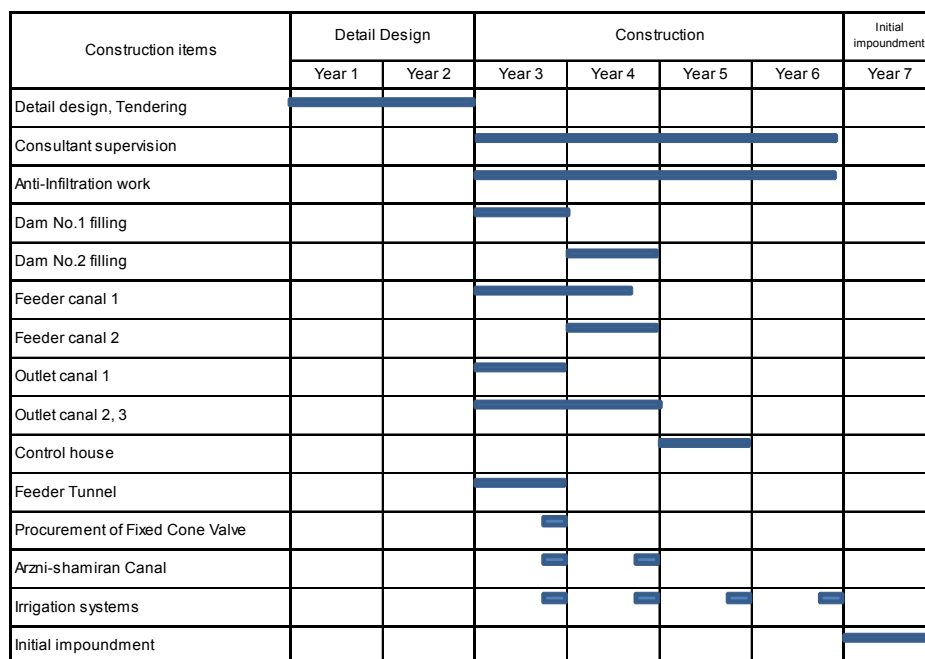 Construction items
Detail Design
Construction
Initial
impoundment
Year 1
Year 2
Year 3
Year 4
Year 5
Year 6
Year 7
Detail design, Tendering
Consultant supervision
Anti-Infiltration work
Dam No.1 filling
Dam No.2 filling
Feeder canal 1
Feeder canal 2
Outlet canal 1
Outlet canal 2, 3
Control house
Feeder Tunnel
Procurement of Fixed Cone Valve
Arzni-shamiran Canal
Irrigation systems
Initial impoundment